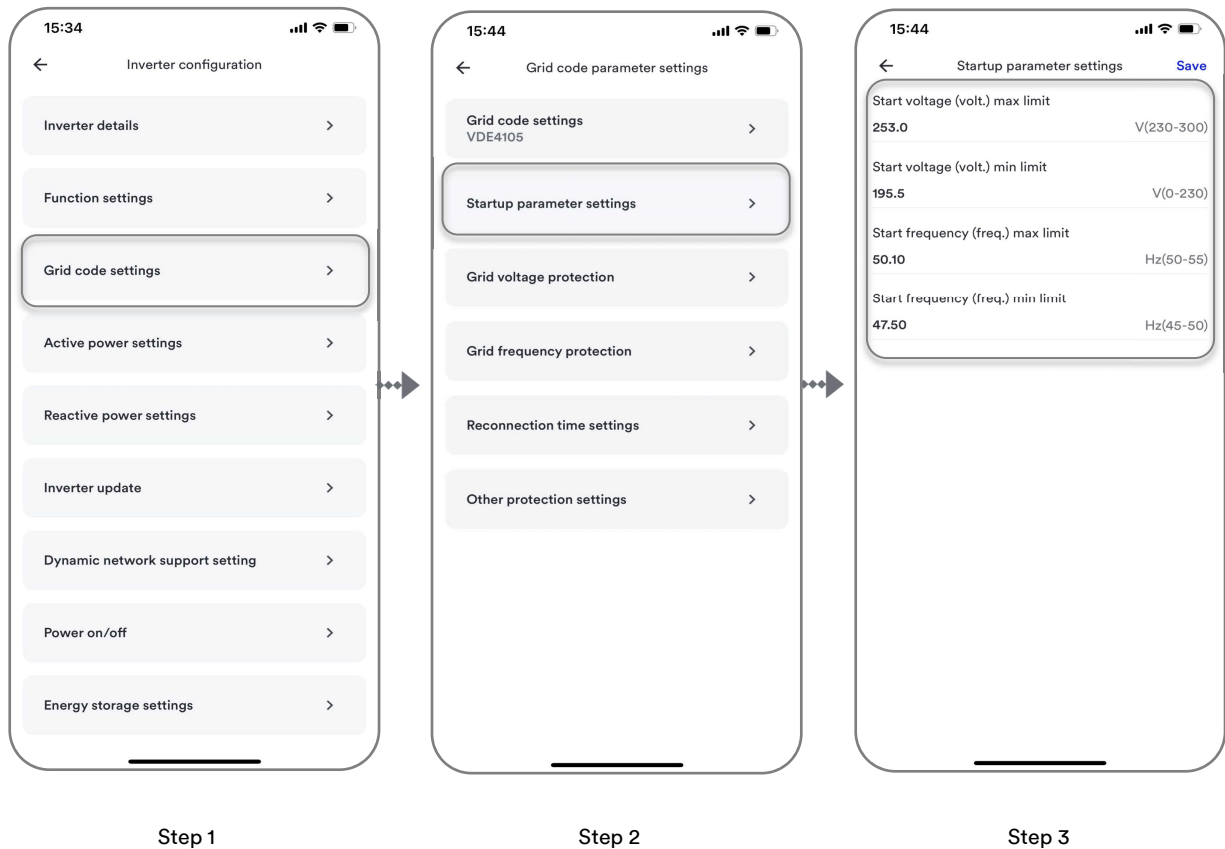 15:34
Inverter configuration
Inverter details
Function settings
Grid code settings
Active power settings
Reactive power settings
Inverter update
Dynamic network support setting
Power on/off
Energy storage settings
Step 1
15:44
Grid code parameter settings
Grid code settings
VDE4105
Startup parameter settings
Grid voltage protection
Grid frequency protection
Reconnection time settings
Other protection settings
Step 2
15:44
Startup parameter settings Save
Start voltage (volt.) max limit
253.0 V(230-300)
Start voltage (volt.) min limit
195.5 V(0-230)
Start frequency (freq.) max limit
50.10 Hz(50-55)
Start frequency (freq.) min limit
47.50 Hz(45-50)
Step 3